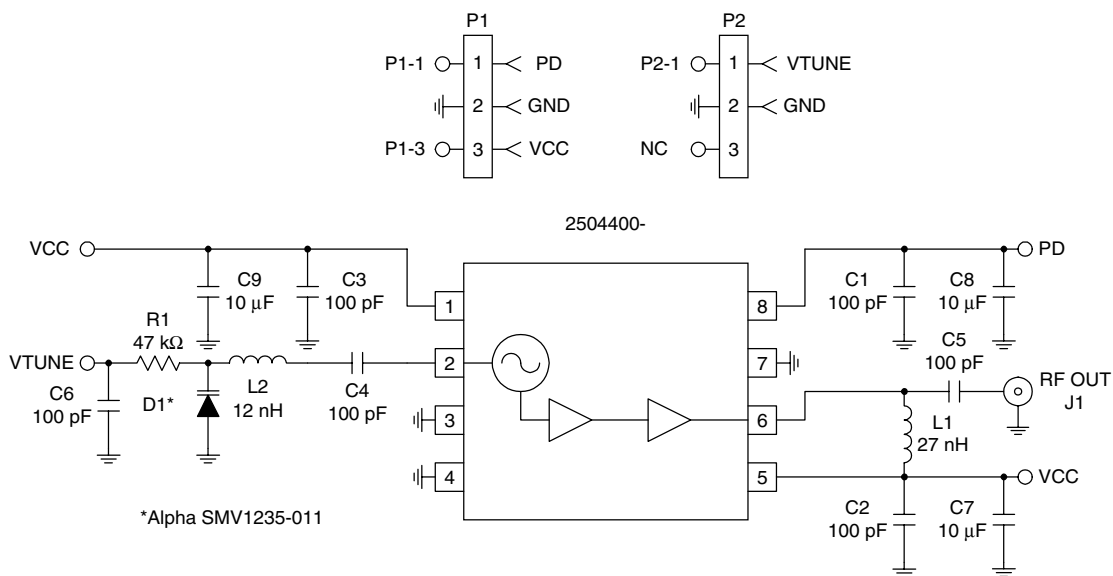 P1
P1-1 1 PD
2 GND
P1-3 3 VCC
P2
P2-1 1 VTUNE
2 GND
NC 3
2504400-
VCC
C9
10 μF
C3
100 pF
R1
47 kΩ
VTUNE
C6
100 pF
D1*
L2
12 nH
C4
100 pF
1
2
3
4
8
7
6
5
PD
C1
100 pF
C8
10 μF
C5
100 pF
RF OUT
J1
L1
27 nH
VCC
C2
100 pF
C7
10 μF
*Alpha SMV1235-011